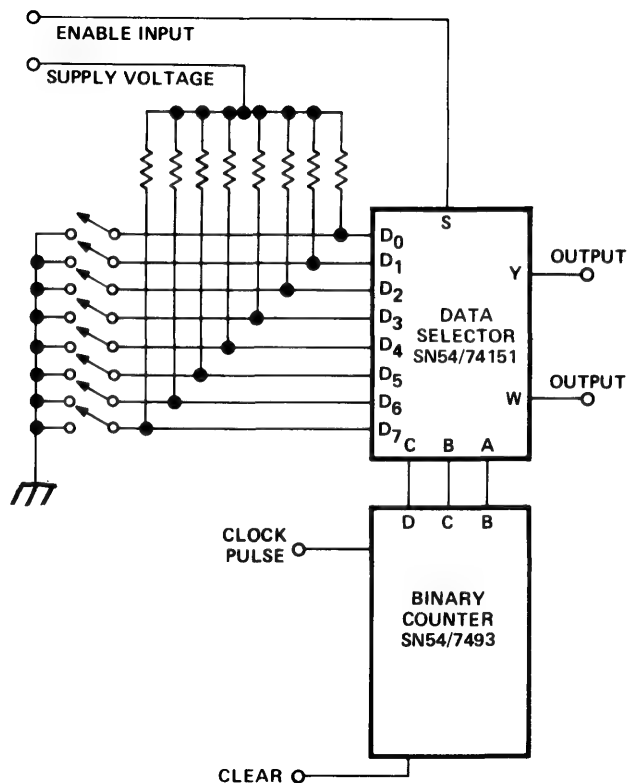 ENABLE INPUT
SUPPLY VOLTAGE
S
D0
D1
D2
D3
D4
D5
D6
D7
Y
OUTPUT
DATA
SELECTOR
SN54/74151
W
OUTPUT
C B A
D C B
CLOCK
PULSE
BINARY
COUNTER
SN54/7493
CLEAR